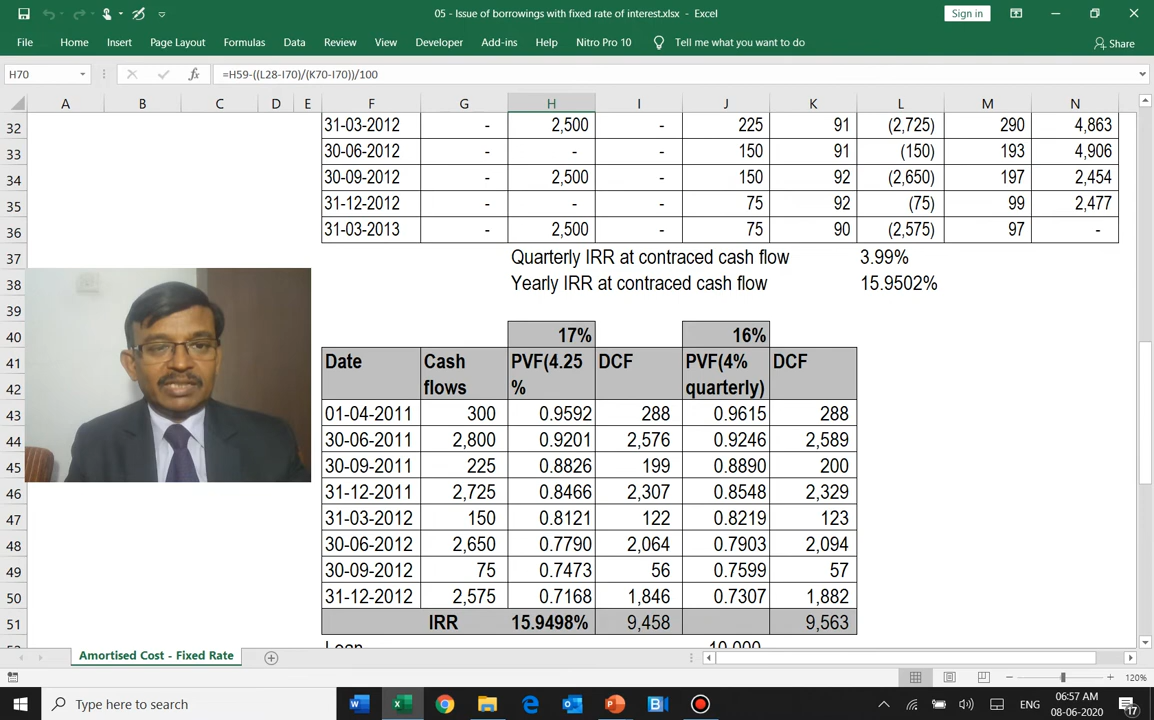 05 - Issue of borrowings with fixed rate of interest.xlsx - Excel
Sign in
File Home Insert Page Layout Formulas Data Review View Developer Add-ins Help Nitro Pro 10 Tell me what you want to do Share
H70 fx =H59-((L28-I70)/(K70-I70))/100
A B C D E F G H I J K L M N
32 31-03-2012 - 2,500 - 225 91 (2,725) 290 4,863
33 30-06-2012 - - - 150 91 (150) 193 4,906
34 30-09-2012 - 2,500 - 150 92 (2,650) 197 2,454
35 31-12-2012 - - - 75 92 (75) 99 2,477
36 31-03-2013 - 2,500 - 75 90 (2,575) 97 -
37 Quarterly IRR at contraced cash flow 3.99%
38 Yearly IRR at contraced cash flow 15.9502%
39
40 17% 16%
41 Date Cash PVF(4.25 DCF PVF(4% DCF
42 flows % quarterly)
43 01-04-2011 300 0.9592 288 0.9615 288
44 30-06-2011 2,800 0.9201 2,576 0.9246 2,589
45 30-09-2011 225 0.8826 199 0.8890 200
46 31-12-2011 2,725 0.8466 2,307 0.8548 2,329
47 31-03-2012 150 0.8121 122 0.8219 123
48 30-06-2012 2,650 0.7790 2,064 0.7903 2,094
49 30-09-2012 75 0.7473 56 0.7599 57
50 31-12-2012 2,575 0.7168 1,846 0.7307 1,882
51 IRR 15.9498% 9,458 9,563
Amortised Cost - Fixed Rate
120%
Type here to search
ENG
06:57 AM
08-06-2020
17